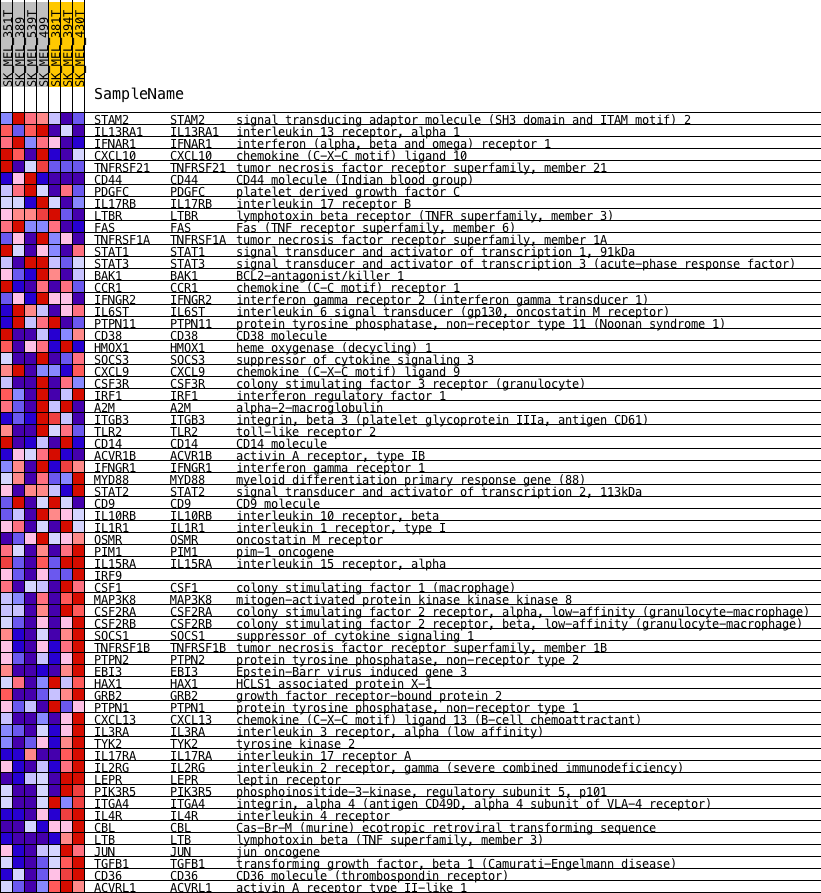 SK_MEL_351T
SK_MEL_389
SK_MEL_539T
SK_MEL_499
SK_MEL_381T
SK_MEL_394T
SK_MEL_430T
SampleName
STAM2 STAM2 signal transducing adaptor molecule (SH3 domain and ITAM motif) 2
IL13RA1 IL13RA1 interleukin 13 receptor, alpha 1
IFNAR1 IFNAR1 interferon (alpha, beta and omega) receptor 1
CXCL10 CXCL10 chemokine (C-X-C motif) ligand 10
TNFRSF21 TNFRSF21 tumor necrosis factor receptor superfamily, member 21
CD44 CD44 CD44 molecule (Indian blood group)
PDGFC PDGFC platelet derived growth factor C
IL17RB IL17RB interleukin 17 receptor B
LTBR LTBR lymphotoxin beta receptor (TNFR superfamily, member 3)
FAS FAS Fas (TNF receptor superfamily, member 6)
TNFRSF1A TNFRSF1A tumor necrosis factor receptor superfamily, member 1A
STAT1 STAT1 signal transducer and activator of transcription 1, 91kDa
STAT3 STAT3 signal transducer and activator of transcription 3 (acute-phase response factor)
BAK1 BAK1 BCL2-antagonist/killer 1
CCR1 CCR1 chemokine (C-C motif) receptor 1
IFNGR2 IFNGR2 interferon gamma receptor 2 (interferon gamma transducer 1)
IL6ST IL6ST interleukin 6 signal transducer (gp130, oncostatin M receptor)
PTPN11 PTPN11 protein tyrosine phosphatase, non-receptor type 11 (Noonan syndrome 1)
CD38 CD38 CD38 molecule
HMOX1 HMOX1 heme oxygenase (decycling) 1
SOCS3 SOCS3 suppressor of cytokine signaling 3
CXCL9 CXCL9 chemokine (C-X-C motif) ligand 9
CSF3R CSF3R colony stimulating factor 3 receptor (granulocyte)
IRF1 IRF1 interferon regulatory factor 1
A2M A2M alpha-2-macroglobulin
ITGB3 ITGB3 integrin, beta 3 (platelet glycoprotein IIIa, antigen CD61)
TLR2 TLR2 toll-like receptor 2
CD14 CD14 CD14 molecule
ACVR1B ACVR1B activin A receptor, type IB
IFNGR1 IFNGR1 interferon gamma receptor 1
MYD88 MYD88 myeloid differentiation primary response gene (88)
STAT2 STAT2 signal transducer and activator of transcription 2, 113kDa
CD9 CD9 CD9 molecule
IL10RB IL10RB interleukin 10 receptor, beta
IL1R1 IL1R1 interleukin 1 receptor, type I
OSMR OSMR oncostatin M receptor
PIM1 PIM1 pim-1 oncogene
IL15RA IL15RA interleukin 15 receptor, alpha
IRF9
CSF1 CSF1 colony stimulating factor 1 (macrophage)
MAP3K8 MAP3K8 mitogen-activated protein kinase kinase kinase 8
CSF2RA CSF2RA colony stimulating factor 2 receptor, alpha, low-affinity (granulocyte-macrophage)
CSF2RB CSF2RB colony stimulating factor 2 receptor, beta, low-affinity (granulocyte-macrophage)
SOCS1 SOCS1 suppressor of cytokine signaling 1
TNFRSF1B TNFRSF1B tumor necrosis factor receptor superfamily, member 1B
PTPN2 PTPN2 protein tyrosine phosphatase, non-receptor type 2
EBI3 EBI3 Epstein-Barr virus induced gene 3
HAX1 HAX1 HCLS1 associated protein X-1
GRB2 GRB2 growth factor receptor-bound protein 2
PTPN1 PTPN1 protein tyrosine phosphatase, non-receptor type 1
CXCL13 CXCL13 chemokine (C-X-C motif) ligand 13 (B-cell chemoattractant)
IL3RA IL3RA interleukin 3 receptor, alpha (low affinity)
TYK2 TYK2 tyrosine kinase 2
IL17RA IL17RA interleukin 17 receptor A
IL2RG IL2RG interleukin 2 receptor, gamma (severe combined immunodeficiency)
LEPR LEPR leptin receptor
PIK3R5 PIK3R5 phosphoinositide-3-kinase, regulatory subunit 5, p101
ITGA4 ITGA4 integrin, alpha 4 (antigen CD49D, alpha 4 subunit of VLA-4 receptor)
IL4R IL4R interleukin 4 receptor
CBL CBL Cas-Br-M (murine) ecotropic retroviral transforming sequence
LTB LTB lymphotoxin beta (TNF superfamily, member 3)
JUN JUN jun oncogene
TGFB1 TGFB1 transforming growth factor, beta 1 (Camurati-Engelmann disease)
CD36 CD36 CD36 molecule (thrombospondin receptor)
ACVRL1 ACVRL1 activin A receptor type II-like 1